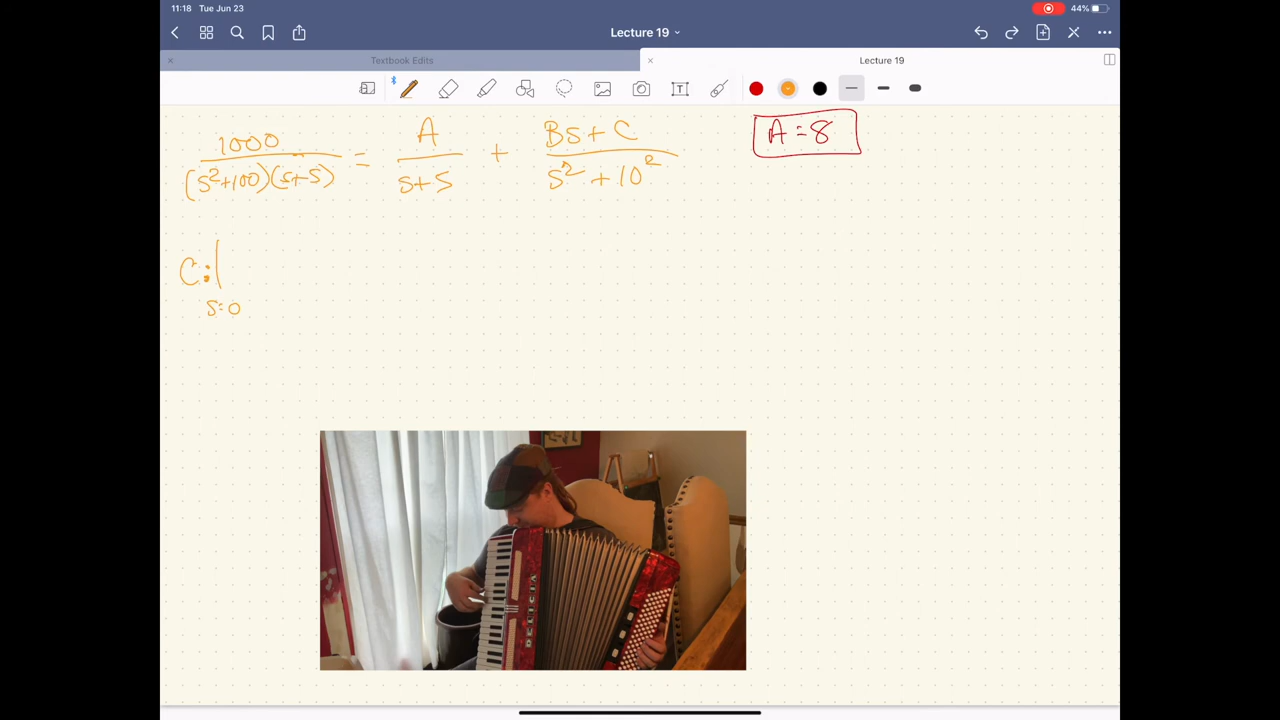 11:18 Tue Jun 23
44%
Lecture 19
Textbook Edits
Lecture 19
T
1000 / (s²+100)(s+5) = A / s+5 + Bs + C / s² + 10²
A = 8
C:|
s=0
DELICIA